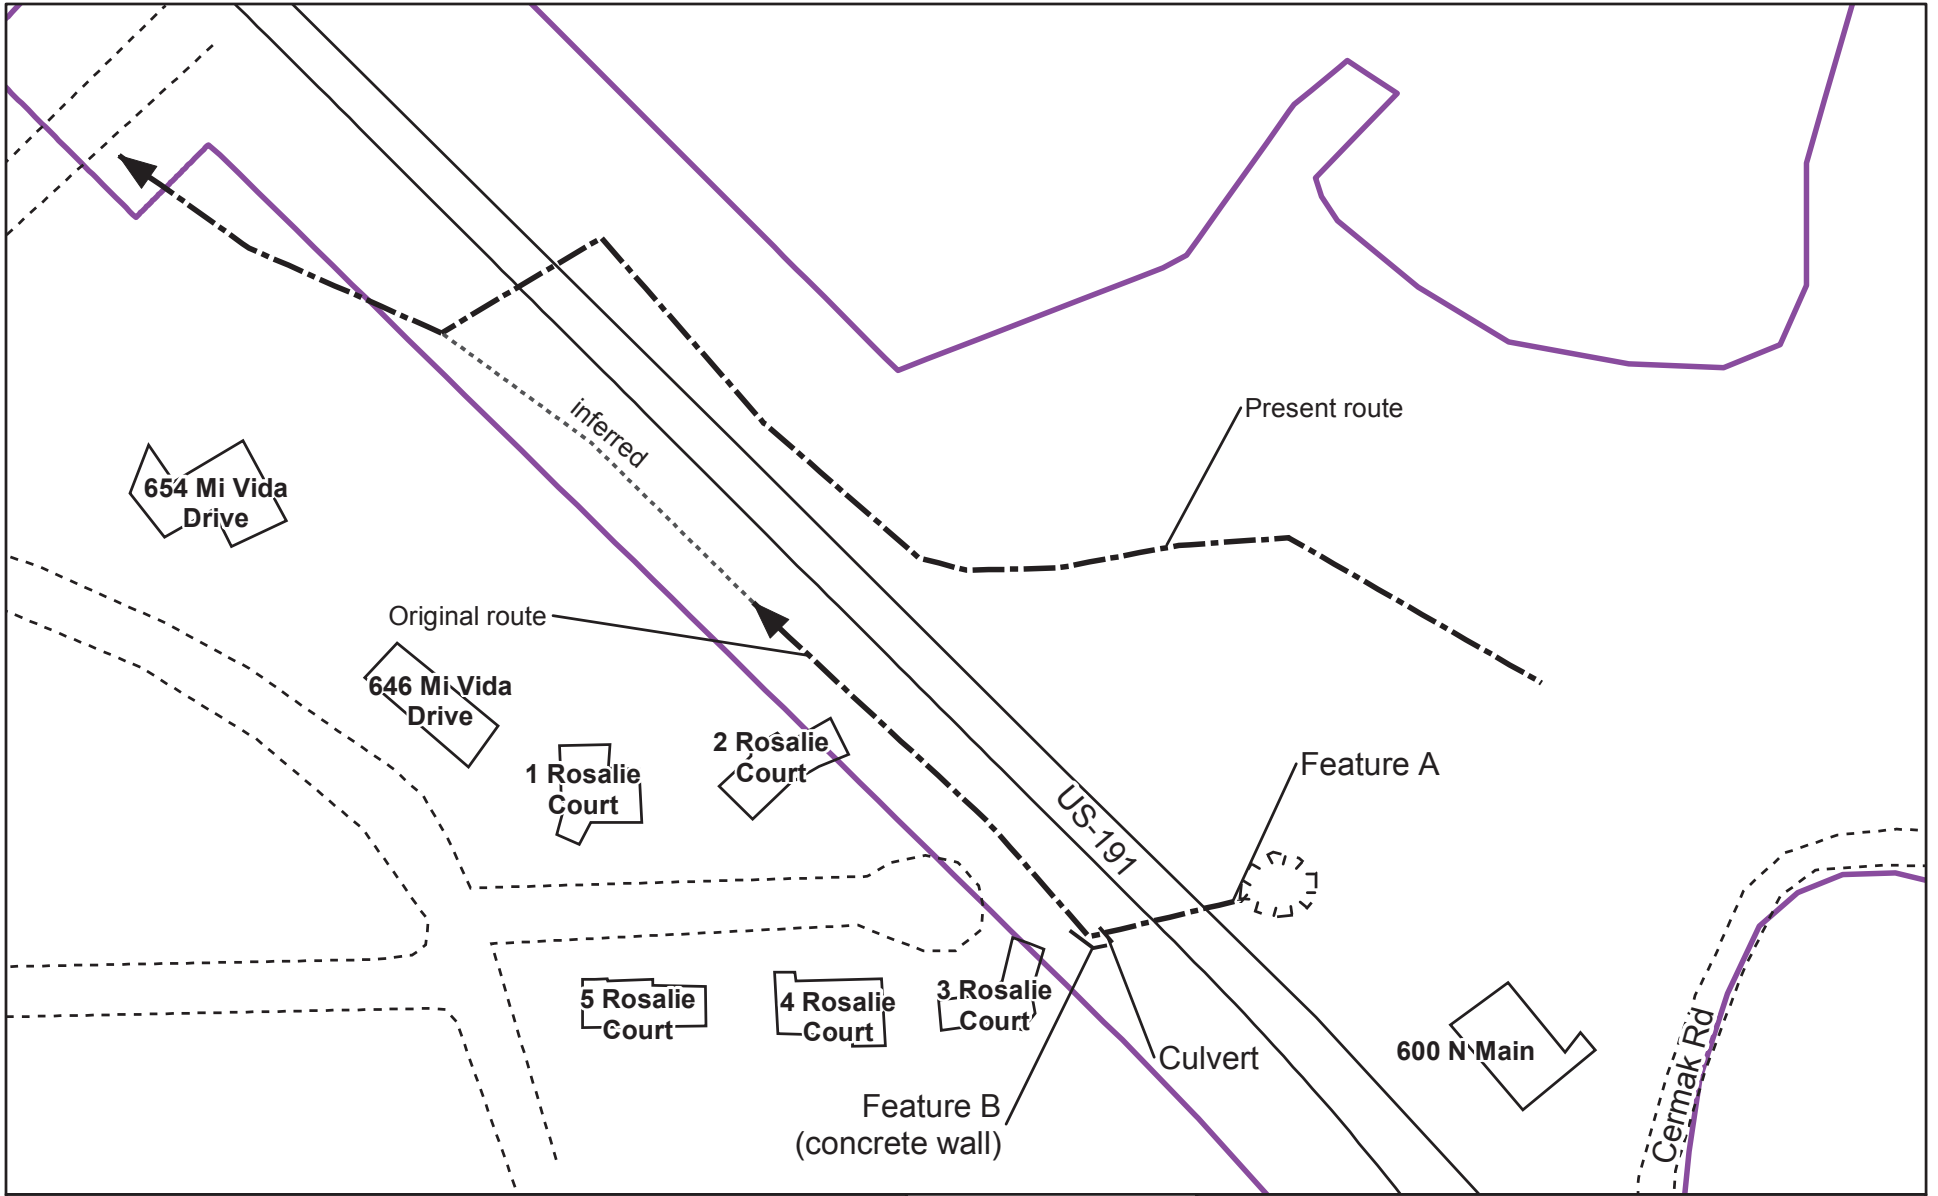 inferred
Present route
654 Mi Vida
Drive
Original route
646 Mi Vida
Drive
2 Rosalie
Court
1 Rosalie
Court
US-191
Feature A
5 Rosalie
Court
4 Rosalie
Court
3 Rosalie
Court
600 N Main
Culvert
Cermak Rd
Feature B
(concrete wall)